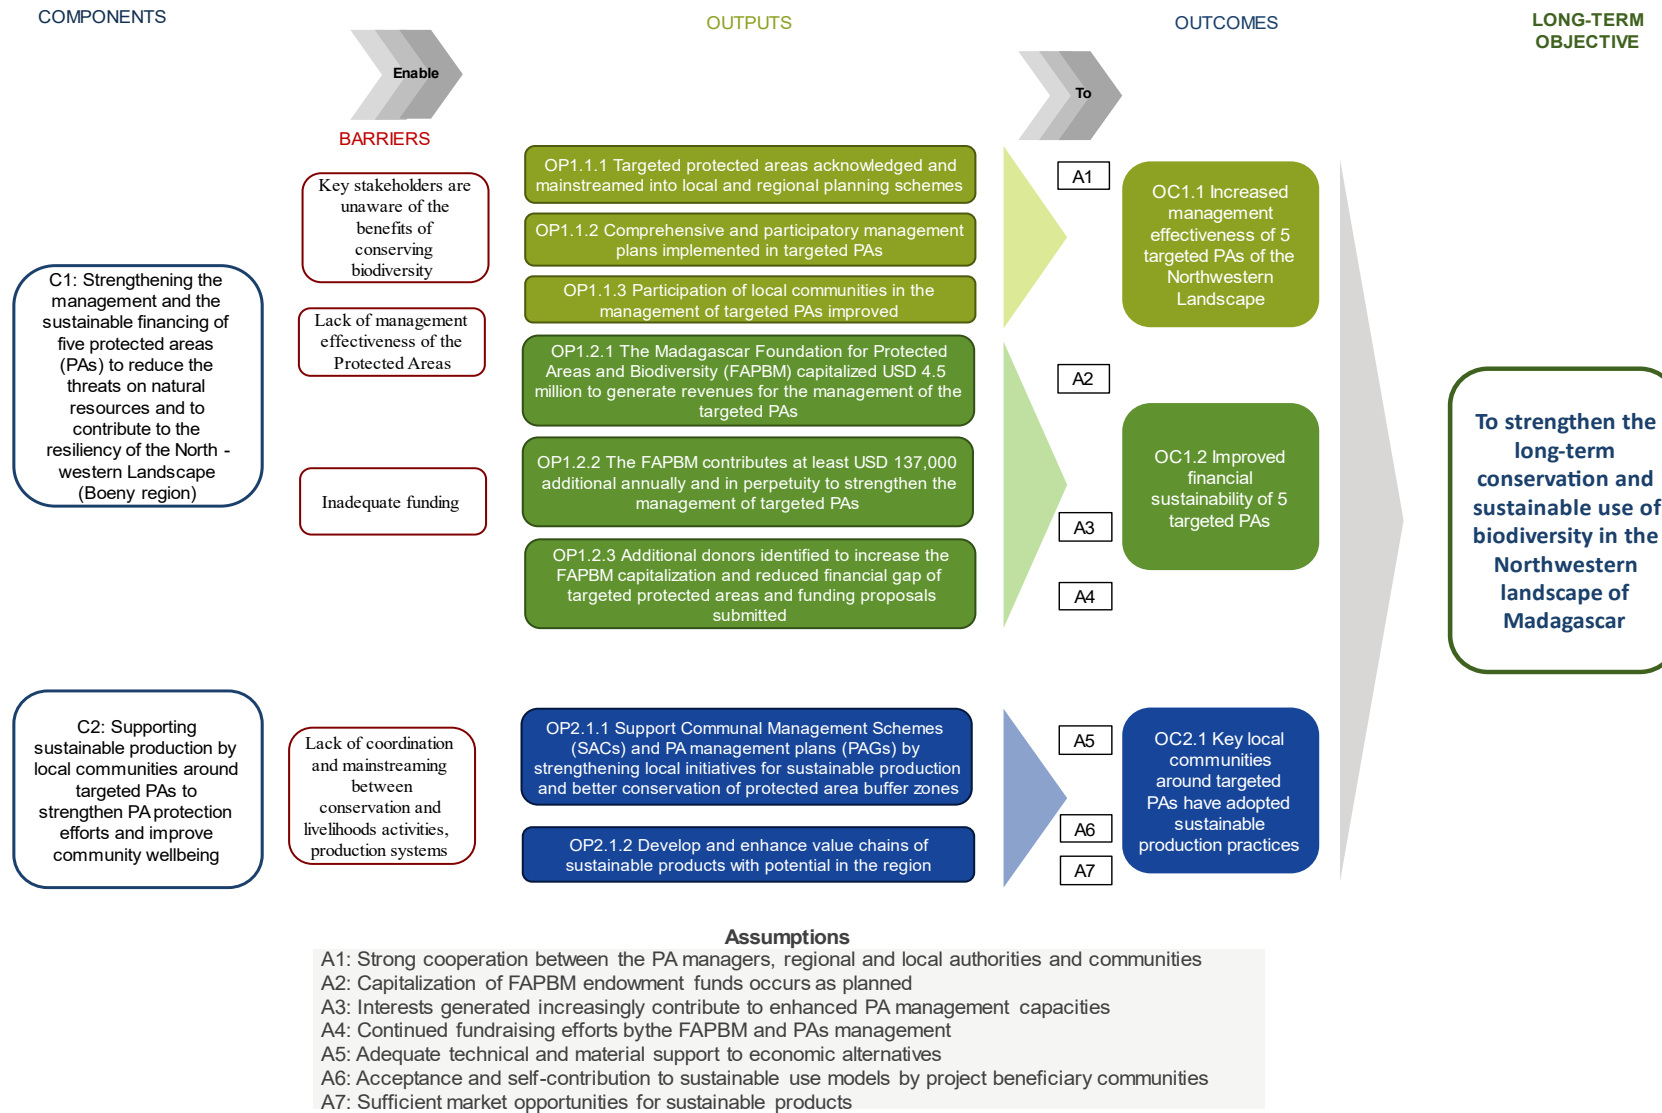 COMPONENTS
OUTPUTS
OUTCOMES
LONG-TERM
OBJECTIVE
Enable
To
BARRIERS
C1: Strengthening the
management and the
sustainable financing of
five protected areas
(PAs) to reduce the
threats on natural
resources and to
contribute to the
resiliency of the North -
western Landscape
(Boeny region)
Key stakeholders are
unaware of the
benefits of
conserving
biodiversity
Lack of management
effectiveness of the
Protected Areas
Inadequate funding
OP1.1.1 Targeted protected areas acknowledged and
mainstreamed into local and regional planning schemes
OP1.1.2 Comprehensive and participatory management
plans implemented in targeted PAs
OP1.1.3 Participation of local communities in the
management of targeted PAs improved
OP1.2.1 The Madagascar Foundation for Protected
Areas and Biodiversity (FAPBM) capitalized USD 4.5
million to generate revenues for the management of the
targeted PAs
OP1.2.2 The FAPBM contributes at least USD 137,000
additional annually and in perpetuity to strengthen the
management of targeted PAs
OP1.2.3 Additional donors identified to increase the
FAPBM capitalization and reduced financial gap of
targeted protected areas and funding proposals
submitted
A1
A2
A3
A4
OC1.1 Increased
management
effectiveness of 5
targeted PAs of the
Northwestern
Landscape
OC1.2 Improved
financial
sustainability of 5
targeted PAs
To strengthen the
long-term
conservation and
sustainable use of
biodiversity in the
Northwestern
landscape of
Madagascar
C2: Supporting
sustainable production by
local communities around
targeted PAs to
strengthen PA protection
efforts and improve
community wellbeing
Lack of coordination
and mainstreaming
between
conservation and
livelihoods activities,
production systems
OP2.1.1 Support Communal Management Schemes
(SACs) and PA management plans (PAGs) by
strengthening local initiatives for sustainable production
and better conservation of protected area buffer zones
OP2.1.2 Develop and enhance value chains of
sustainable products with potential in the region
A5
A6
A7
OC2.1 Key local
communities
around targeted
PAs have adopted
sustainable
production practices
Assumptions
A1: Strong cooperation between the PA managers, regional and local authorities and communities
A2: Capitalization of FAPBM endowment funds occurs as planned
A3: Interests generated increasingly contribute to enhanced PA management capacities
A4: Continued fundraising efforts bythe FAPBM and PAs management
A5: Adequate technical and material support to economic alternatives
A6: Acceptance and self-contribution to sustainable use models by project beneficiary communities
A7: Sufficient market opportunities for sustainable products